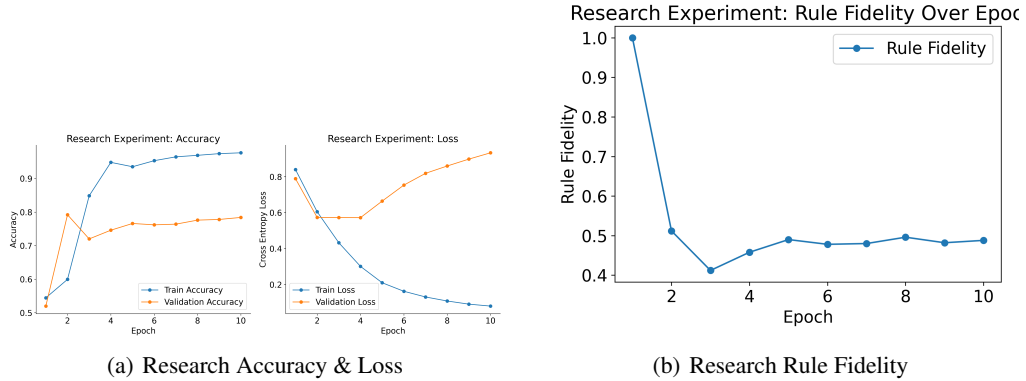 Research Experiment: Accuracy
Accuracy
0.9
0.8
0.7
0.6
0.5
2 4 6 8 10
Epoch
Train Accuracy
Validation Accuracy
Research Experiment: Loss
Cross Entropy Loss
0.8
0.6
0.4
0.2
2 4 6 8 10
Epoch
Train Loss
Validation Loss
(a) Research Accuracy & Loss
Research Experiment: Rule Fidelity Over Epoc
Rule Fidelity
1.0
0.9
0.8
0.7
0.6
0.5
0.4
2 4 6 8 10
Epoch
Rule Fidelity
(b) Research Rule Fidelity